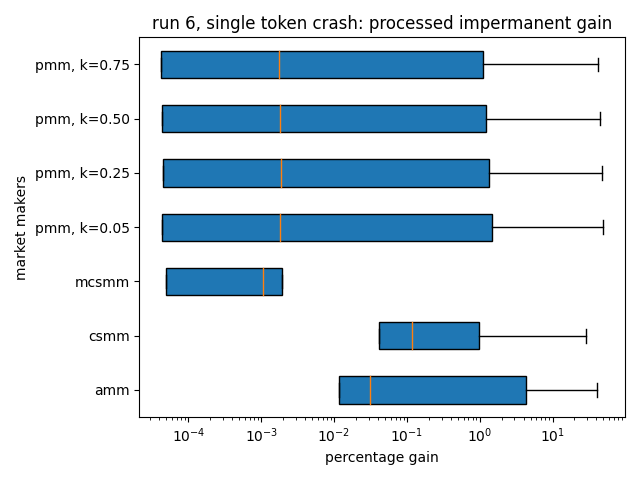 run 6, single token crash: processed impermanent gain
market makers
pmm, k=0.75
pmm, k=0.50
pmm, k=0.25
pmm, k=0.05
mcsmm
csmm
amm
10⁻⁴ 10⁻³ 10⁻² 10⁻¹ 10⁰ 10¹
percentage gain